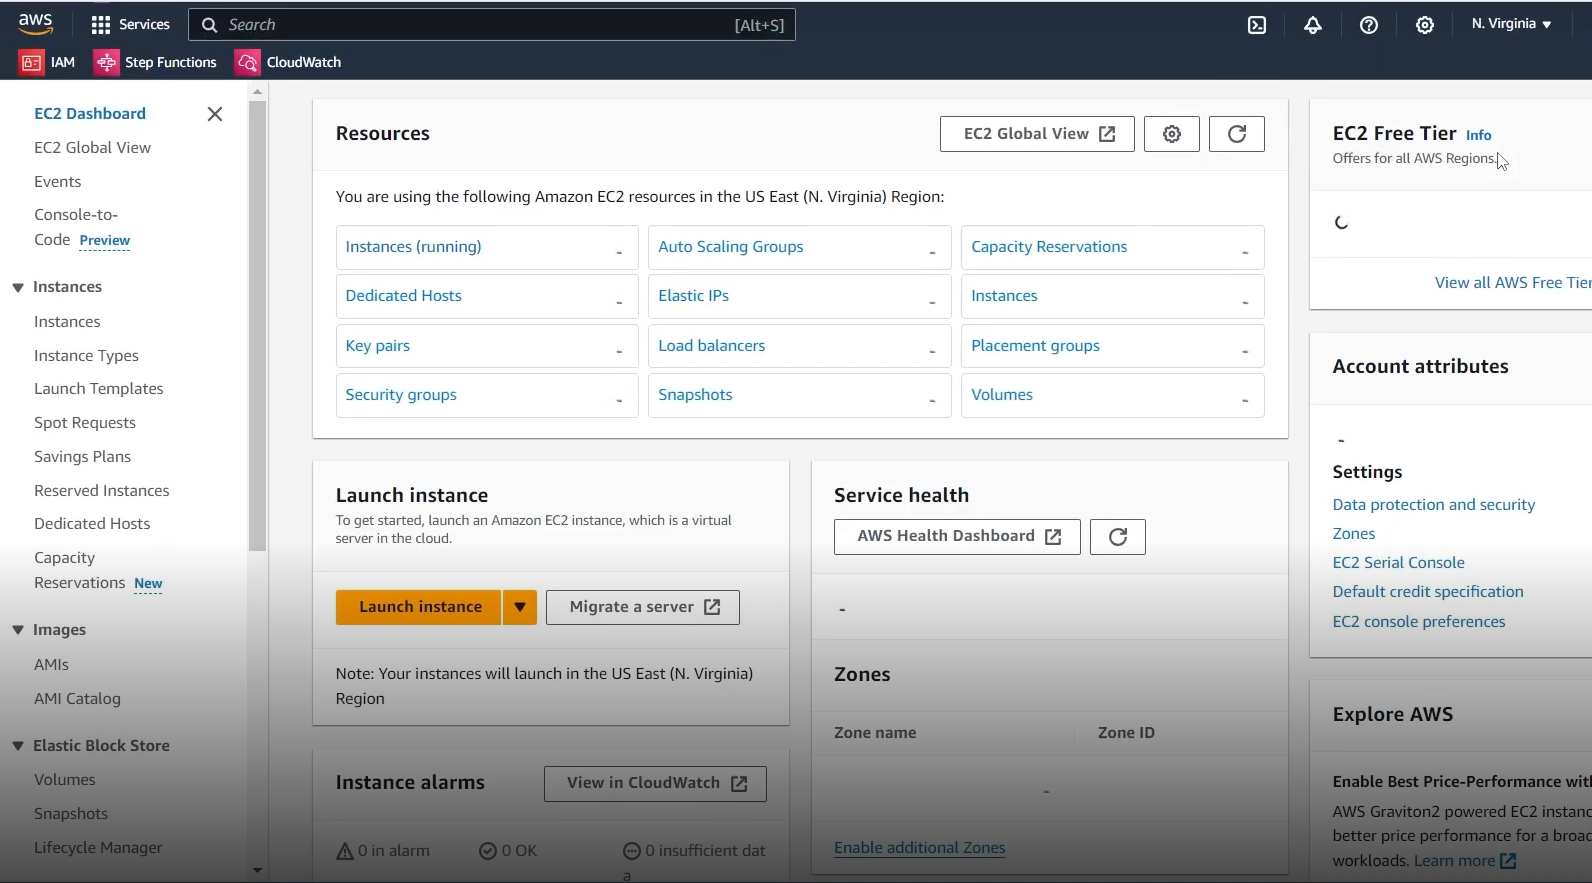 aws
Services
Search
[Alt+S]
N. Virginia
IAM
Step Functions
CloudWatch
EC2 Dashboard
EC2 Global View
Events
Console-to-
Code Preview
Instances
Instances
Instance Types
Launch Templates
Spot Requests
Savings Plans
Reserved Instances
Dedicated Hosts
Capacity
Reservations New
Images
AMIs
AMI Catalog
Elastic Block Store
Volumes
Snapshots
Lifecycle Manager
Resources
EC2 Global View
You are using the following Amazon EC2 resources in the US East (N. Virginia) Region:
Instances (running) -
Auto Scaling Groups -
Capacity Reservations -
Dedicated Hosts -
Elastic IPs -
Instances -
Key pairs -
Load balancers -
Placement groups -
Security groups -
Snapshots -
Volumes -
Launch instance
To get started, launch an Amazon EC2 instance, which is a virtual
server in the cloud.
Launch instance
Migrate a server
Note: Your instances will launch in the US East (N. Virginia)
Region
Instance alarms
View in CloudWatch
0 in alarm
0 OK
0 insufficient dat
a
Service health
AWS Health Dashboard
-
Zones
Zone name
Zone ID
-
Enable additional Zones
EC2 Free Tier Info
Offers for all AWS Regions.
View all AWS Free Tier
Account attributes
-
Settings
Data protection and security
Zones
EC2 Serial Console
Default credit specification
EC2 console preferences
Explore AWS
Enable Best Price-Performance with
AWS Graviton2 powered EC2 instanc
better price performance for a broad
workloads. Learn more